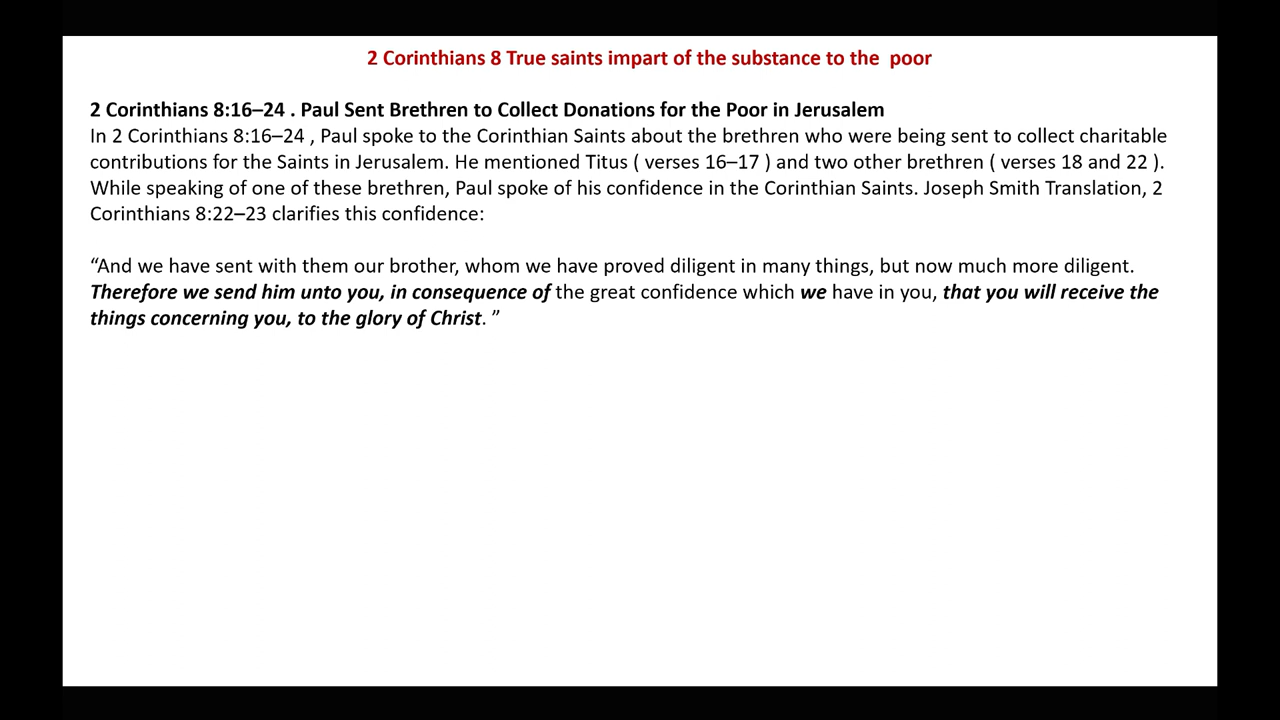 2 Corinthians 8 True saints impart of the substance to the  poor
2 Corinthians 8:16–24 . Paul Sent Brethren to Collect Donations for the Poor in Jerusalem
In 2 Corinthians 8:16–24 , Paul spoke to the Corinthian Saints about the brethren who were being sent to collect charitable
contributions for the Saints in Jerusalem. He mentioned Titus ( verses 16–17 ) and two other brethren ( verses 18 and 22 ).
While speaking of one of these brethren, Paul spoke of his confidence in the Corinthian Saints. Joseph Smith Translation, 2
Corinthians 8:22–23 clarifies this confidence:
“And we have sent with them our brother, whom we have proved diligent in many things, but now much more diligent.
Therefore we send him unto you, in consequence of the great confidence which we have in you, that you will receive the
things concerning you, to the glory of Christ. ”